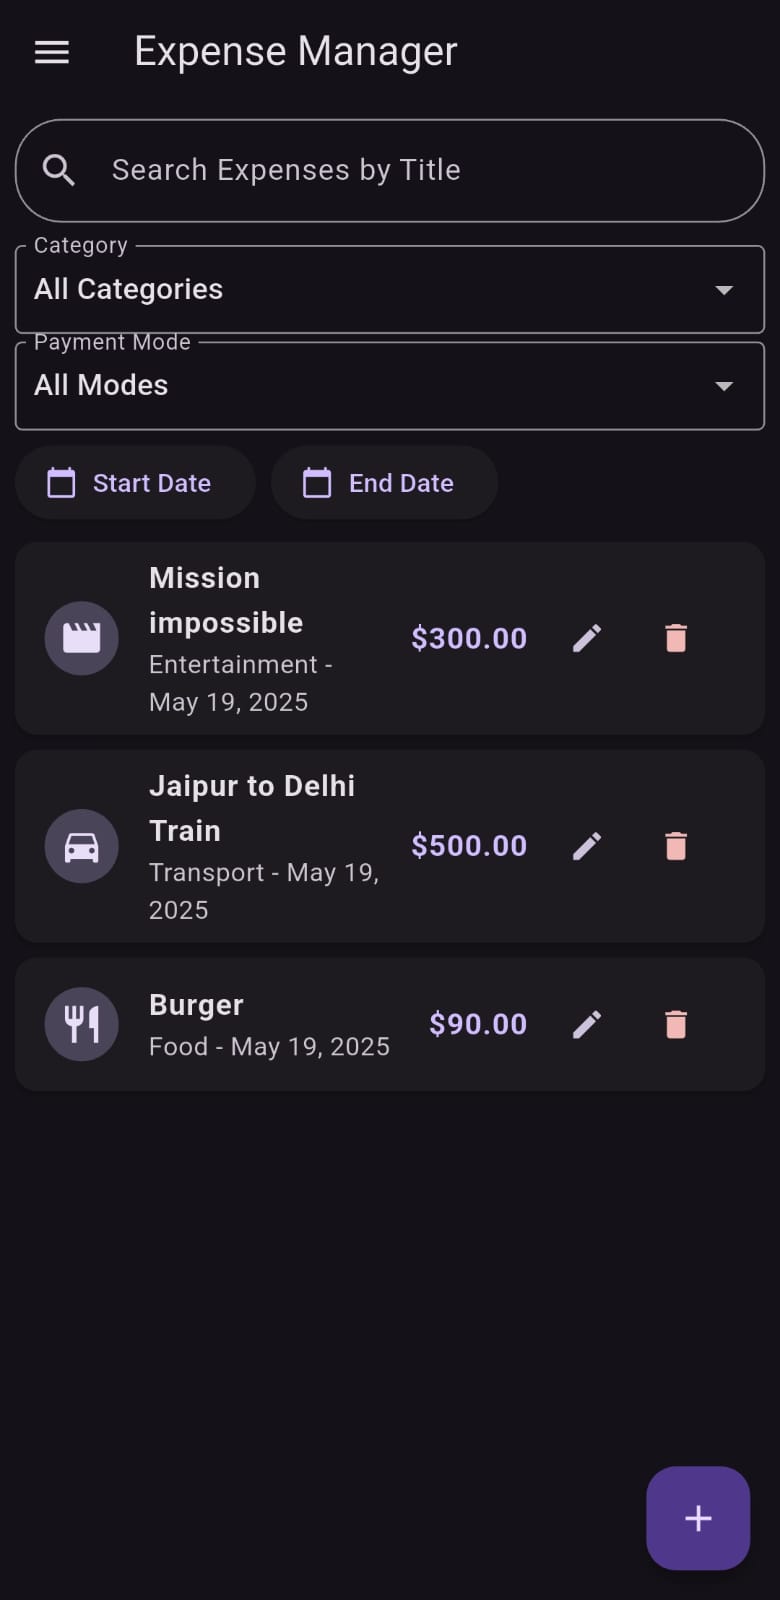 Expense Manager
Search Expenses by Title
Category
All Categories
Payment Mode
All Modes
Start Date
End Date
Mission
impossible
Entertainment -
May 19, 2025
$300.00
Jaipur to Delhi
Train
Transport - May 19,
2025
$500.00
Burger
Food - May 19, 2025
$90.00